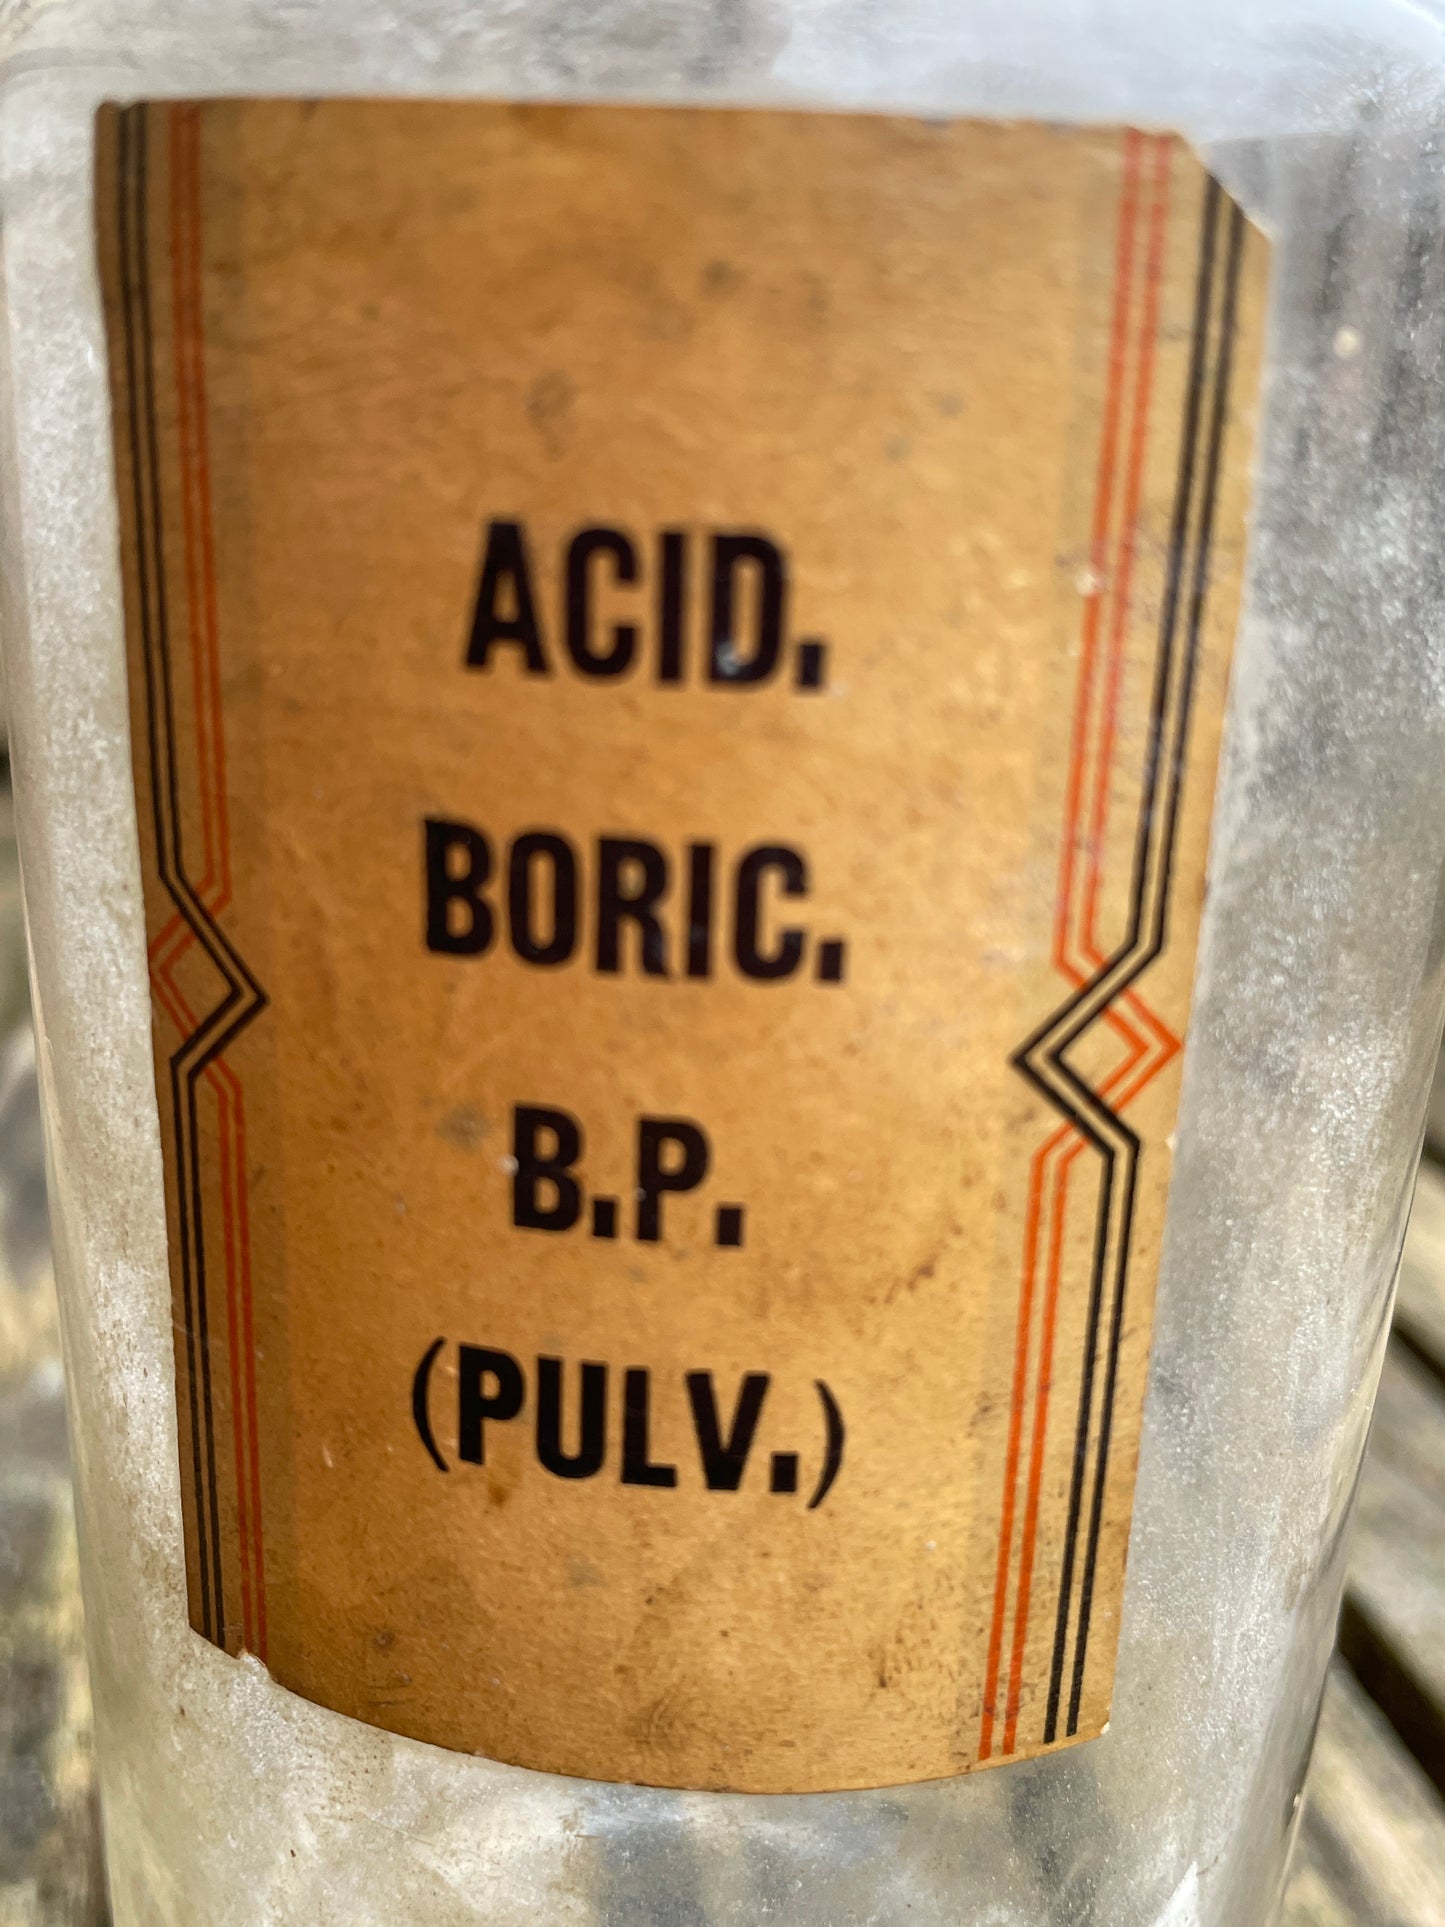 ACID.
BORIC.
B.P.
(PULV.)